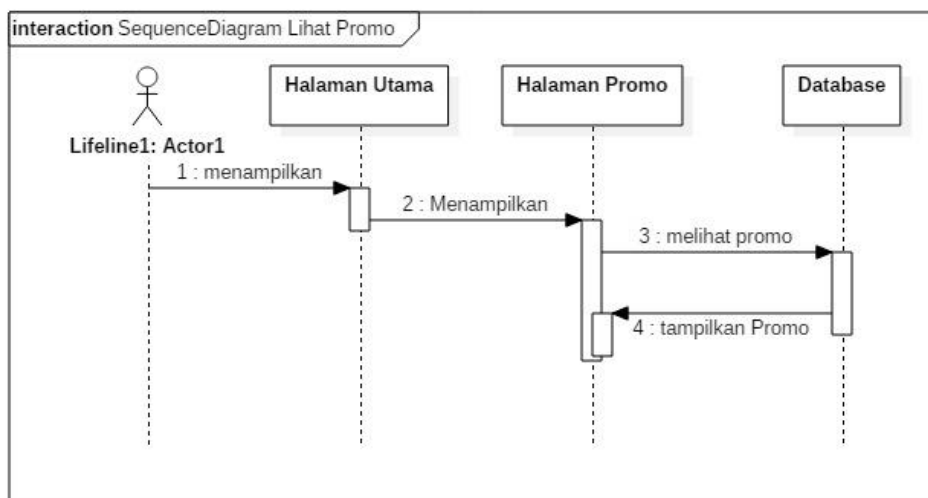 interaction SequenceDiagram Lihat Promo
Halaman Utama
Halaman Promo
Database
Lifeline1: Actor1
1 : menampilkan
2 : Menampilkan
3 : melihat promo
4 : tampilkan Promo